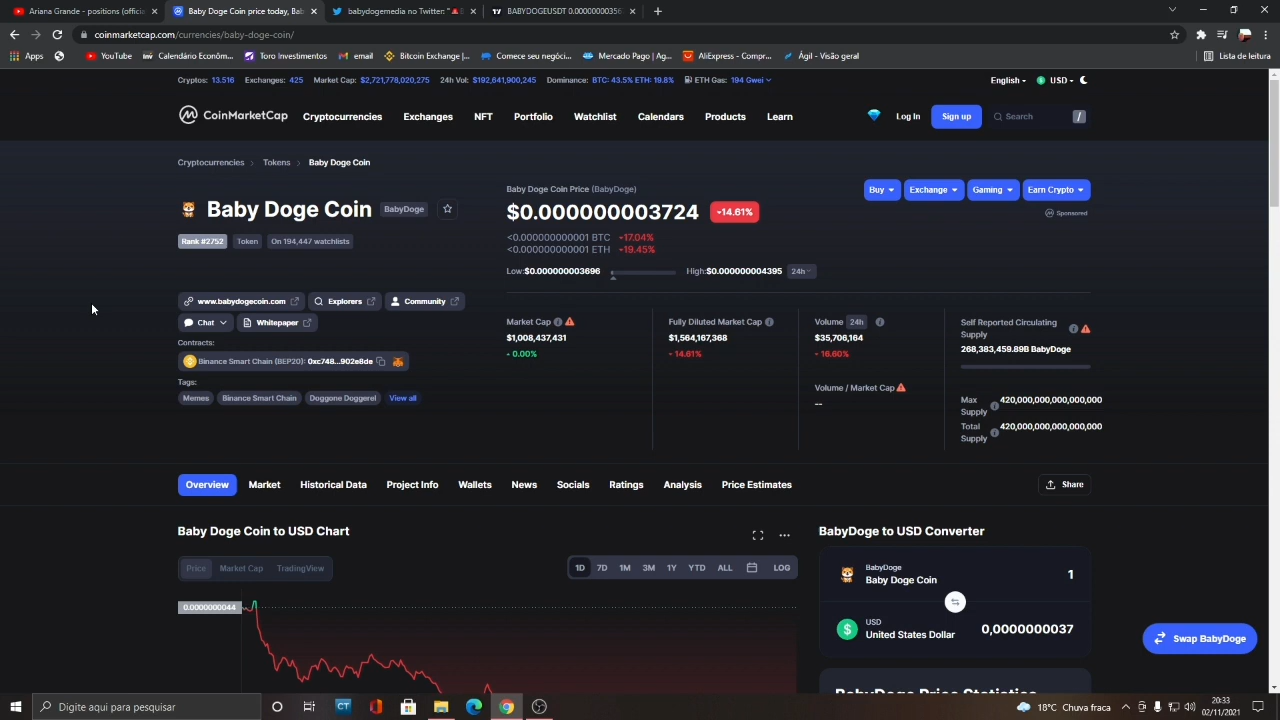 Ariana Grande - positions (offici
Baby Doge Coin price today, Bab
babydogemedia no Twitter: "🔺B
BABYDOGEUSDT 0.0000000035
coinmarketcap.com/currencies/baby-doge-coin/
Apps
YouTube
Calendário Econôm...
Toro Investimentos
email
Bitcoin Exchange |...
Comece seu negóci...
Mercado Pago | Ag...
AliExpress - Compr...
Ágil - Visão geral
Lista de leitura
Cryptos: 13.516 Exchanges: 425 Market Cap: $2,721,778,020,275 24h Vol: $192,641,900,245 Dominance: BTC: 43.5% ETH: 19.8% ETH Gas: 194 Gwei
English
USD
CoinMarketCap
Cryptocurrencies
Exchanges
NFT
Portfolio
Watchlist
Calendars
Products
Learn
Log In
Sign up
Search
/
Cryptocurrencies > Tokens > Baby Doge Coin
Baby Doge Coin
BabyDoge
Rank #2752
Token
On 194,447 watchlists
Baby Doge Coin Price (BabyDoge)
$0.000000003724
-14.61%
<0.000000000001 BTC -17.04%
<0.000000000001 ETH -19.45%
Low:$0.000000003696
High:$0.000000004395
24h
Buy
Exchange
Gaming
Earn Crypto
Sponsored
www.babydogecoin.com
Explorers
Community
Chat
Whitepaper
Contracts:
Binance Smart Chain (BEP20): 0xc748...902e8de
Tags:
Memes
Binance Smart Chain
Doggone Doggerel
View all
Market Cap
$1,008,437,431
0.00%
Fully Diluted Market Cap
$1,564,167,368
14.61%
Volume 24h
$35,706,164
16.60%
Volume / Market Cap
--
Self Reported Circulating
Supply
268,383,459.89B BabyDoge
Max
Supply
420,000,000,000,000,000
Total
Supply
420,000,000,000,000,000
Overview
Market
Historical Data
Project Info
Wallets
News
Socials
Ratings
Analysis
Price Estimates
Share
Baby Doge Coin to USD Chart
Price
Market Cap
TradingView
1D
7D
1M
3M
1Y
YTD
ALL
LOG
0.0000000044
BabyDoge to USD Converter
BabyDoge
Baby Doge Coin
1
USD
United States Dollar
0,0000000037
Swap BabyDoge
BabyDoge Price Statistics
Digite aqui para pesquisar
18°C Chuva fraca
20:33
02/11/2021